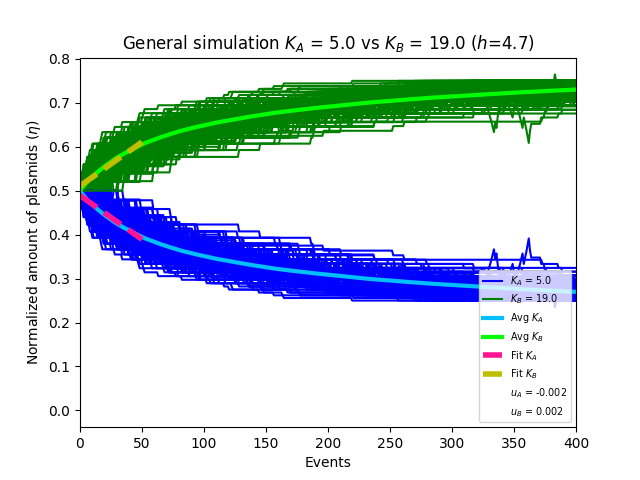 General simulation K_A = 5.0 vs K_B = 19.0 (h=4.7)
Normalized amount of plasmids (η)
0.8
0.7
0.6
0.5
0.4
0.3
0.2
0.1
0.0
K_A = 5.0
K_B = 19.0
Avg K_A
Avg K_B
Fit K_A
Fit K_B
u_A = -0.002
u_B = 0.002
0 50 100 150 200 250 300 350 400
Events